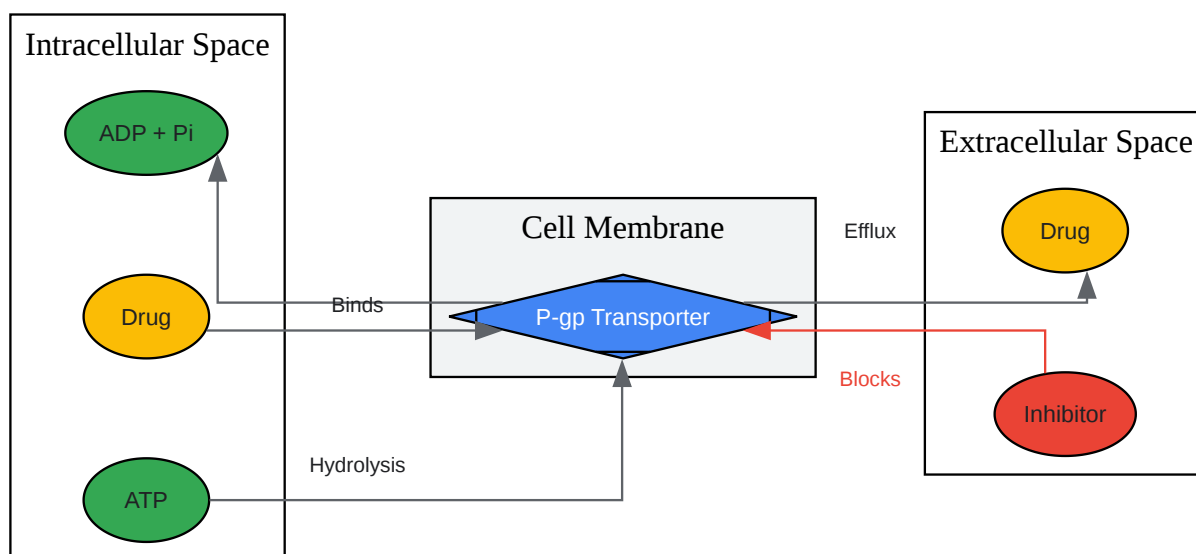 Intracellular Space
ADP + Pi
Drug
ATP
Binds
Hydrolysis
Cell Membrane
P-gp Transporter
Efflux
Blocks
Extracellular Space
Drug
Inhibitor